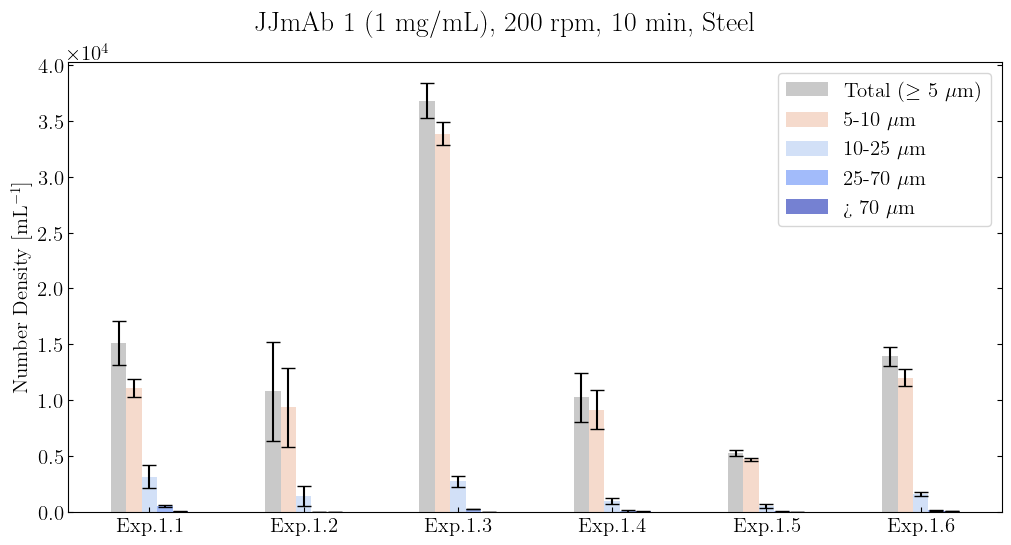 JJmAb 1 (1 mg/mL), 200 rpm, 10 min, Steel
×10⁴
4.0
3.5
3.0
2.5
2.0
1.5
1.0
0.5
0.0
Number Density [mL⁻¹]
Total (≥ 5 μm)
5-10 μm
10-25 μm
25-70 μm
¿ 70 μm
Exp.1.1
Exp.1.2
Exp.1.3
Exp.1.4
Exp.1.5
Exp.1.6